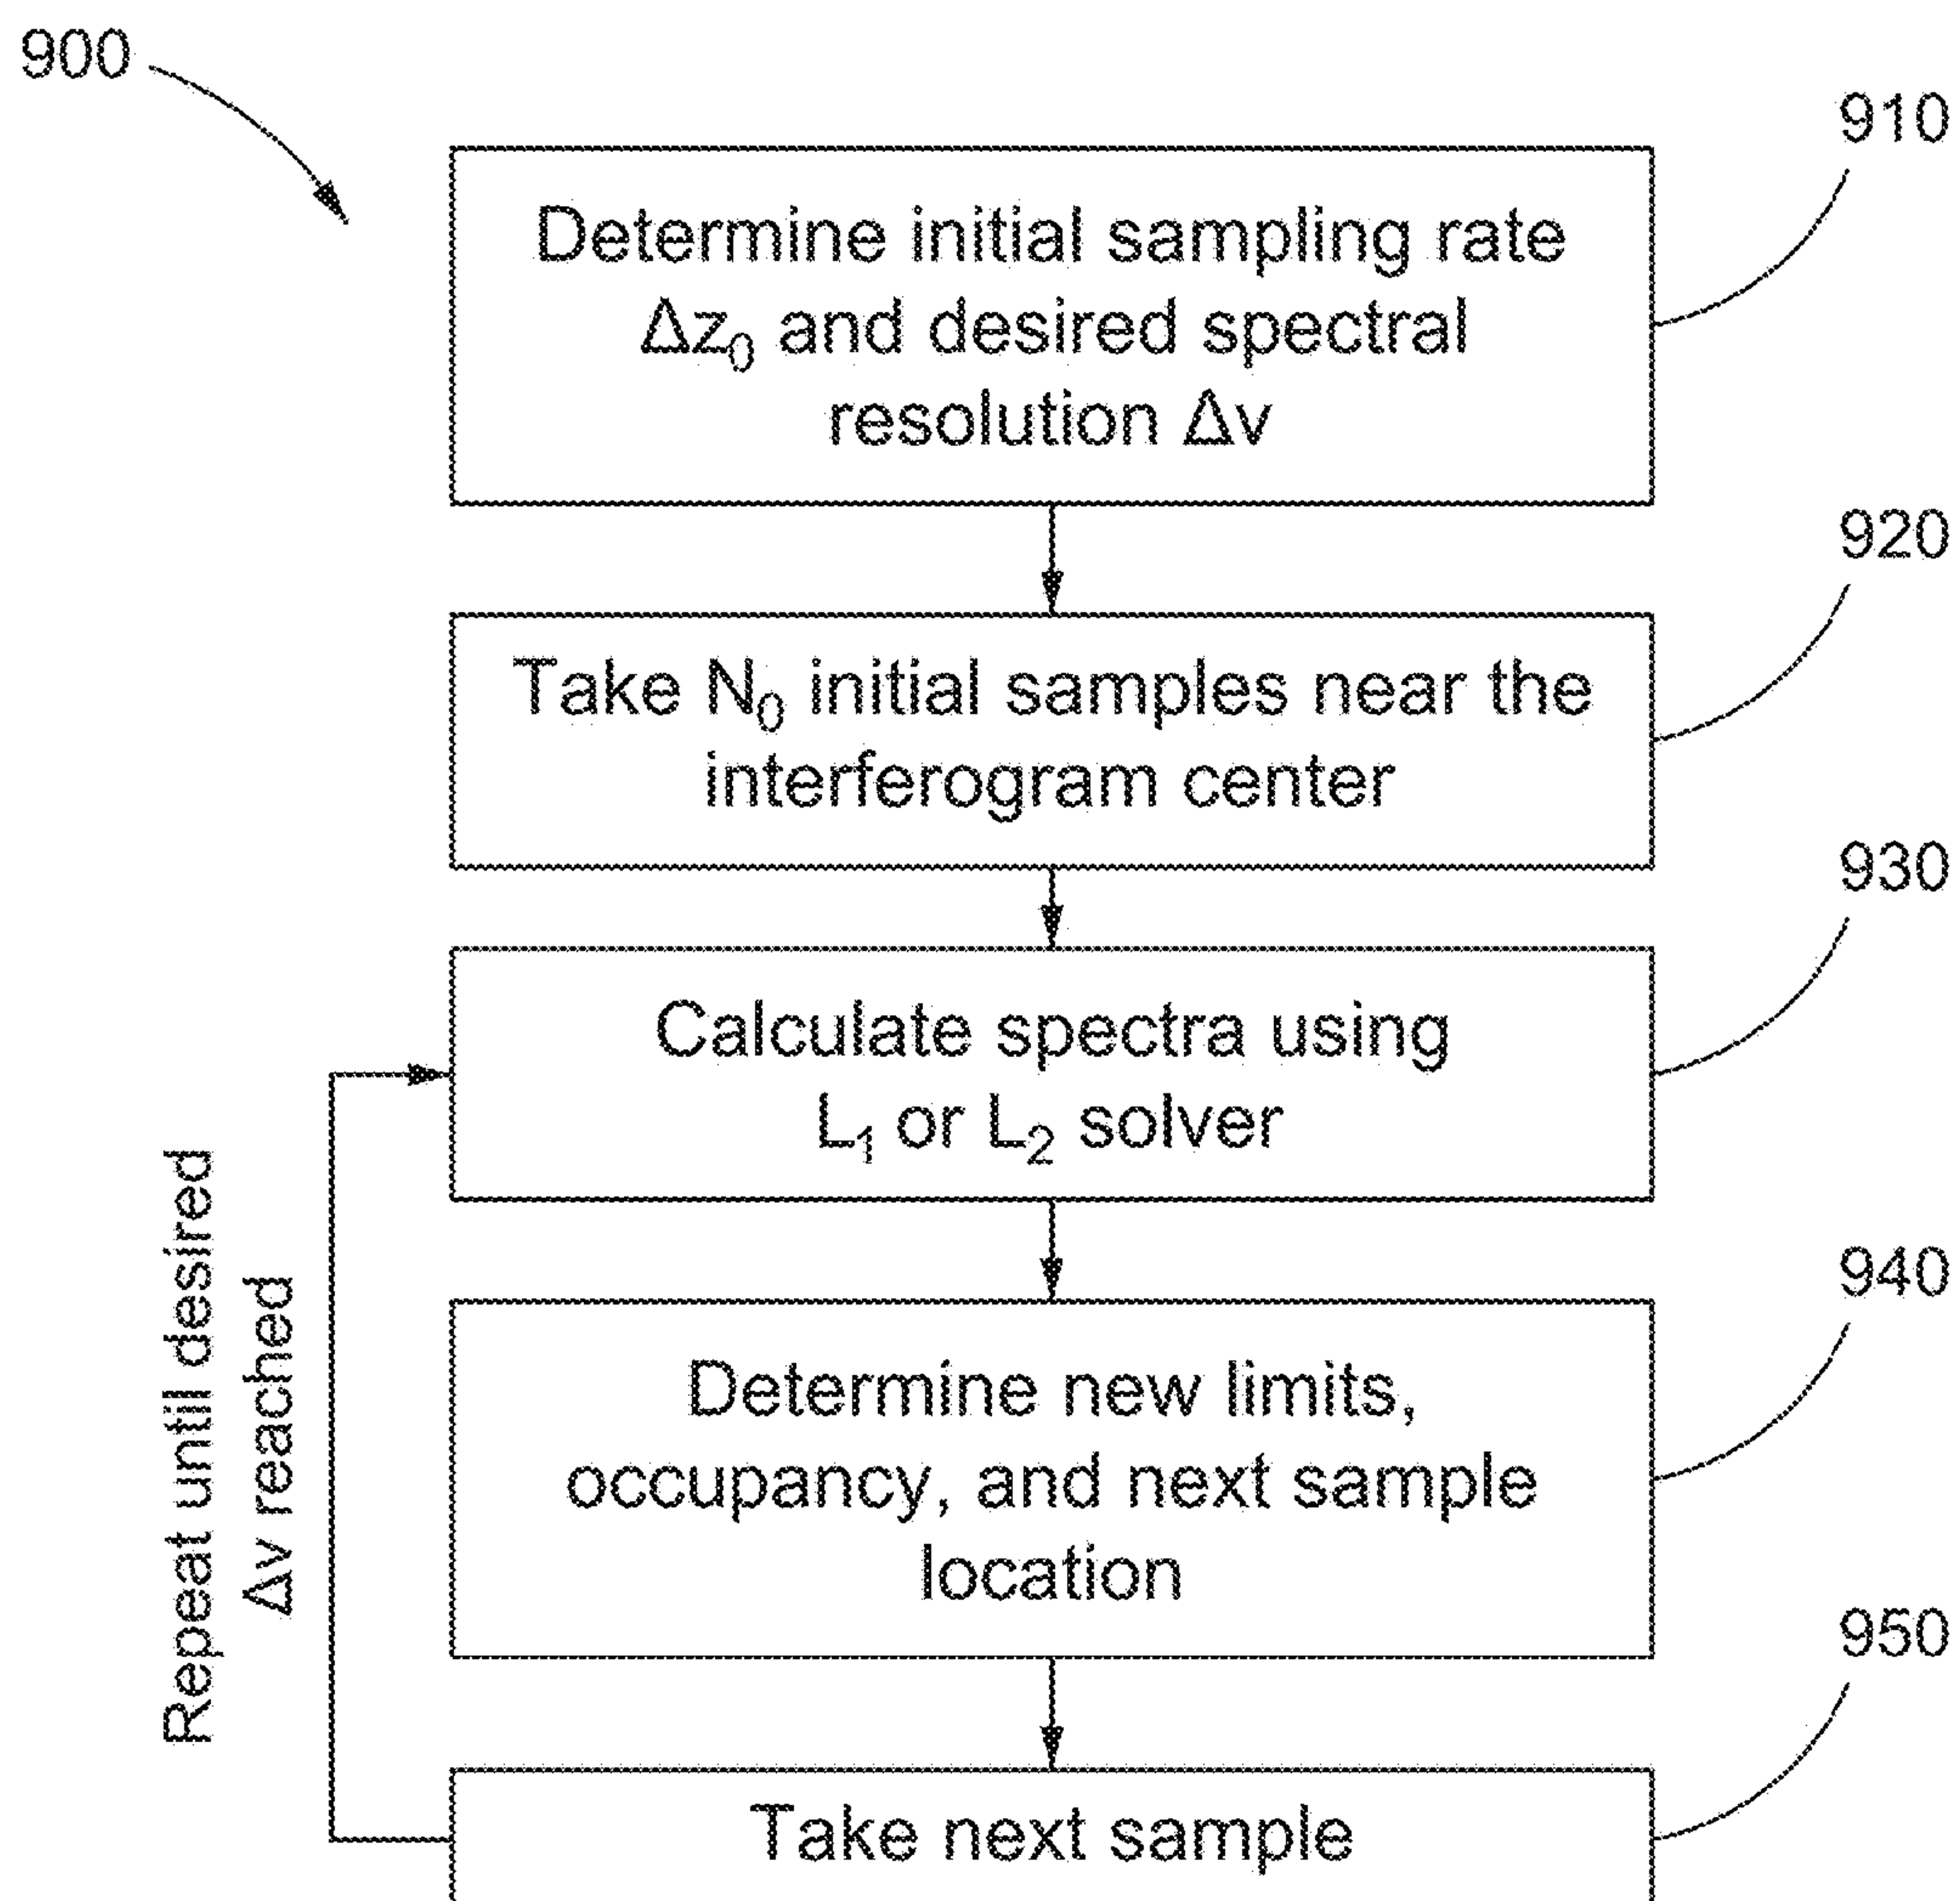 900
910
Determine initial sampling rate
Δz₀ and desired spectral
resolution Δv
920
Take N₀ initial samples near the
interferogram center
930
Calculate spectra using
L₁ or L₂ solver
940
Determine new limits,
occupancy, and next sample
location
950
Take next sample
Repeat until desired
Δv reached